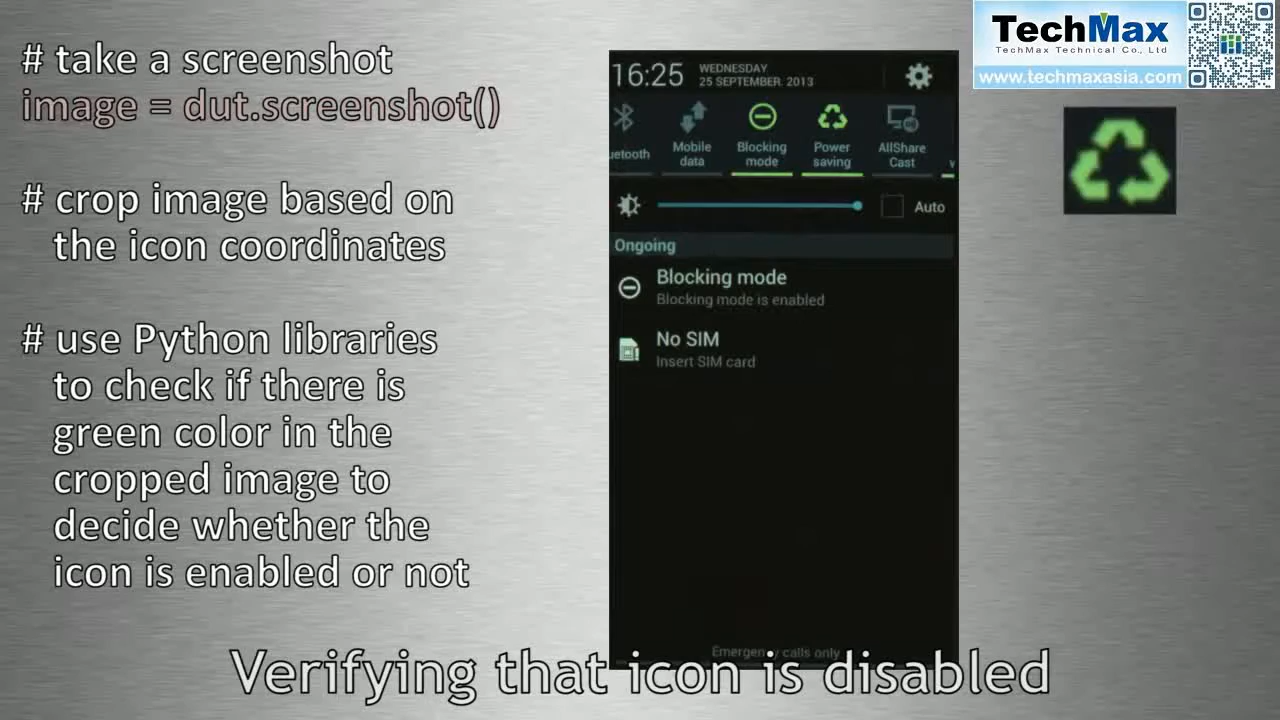 # take a screenshot
image = dut.screenshot()
# crop image based on
the icon coordinates
# use Python libraries
to check if there is
green color in the
cropped image to
decide whether the
icon is enabled or not
16:25
WEDNESDAY
25 SEPTEMBER. 2013
uetooth
Mobile
data
Blocking
mode
Power
saving
AllShare
Cast
Auto
Ongoing
Blocking mode
Blocking mode is enabled
No SIM
Insert SIM card
Emergency calls only
TechMax
TechMax Technical Co., Ltd
www.techmaxasia.com
Verifying that icon is disabled